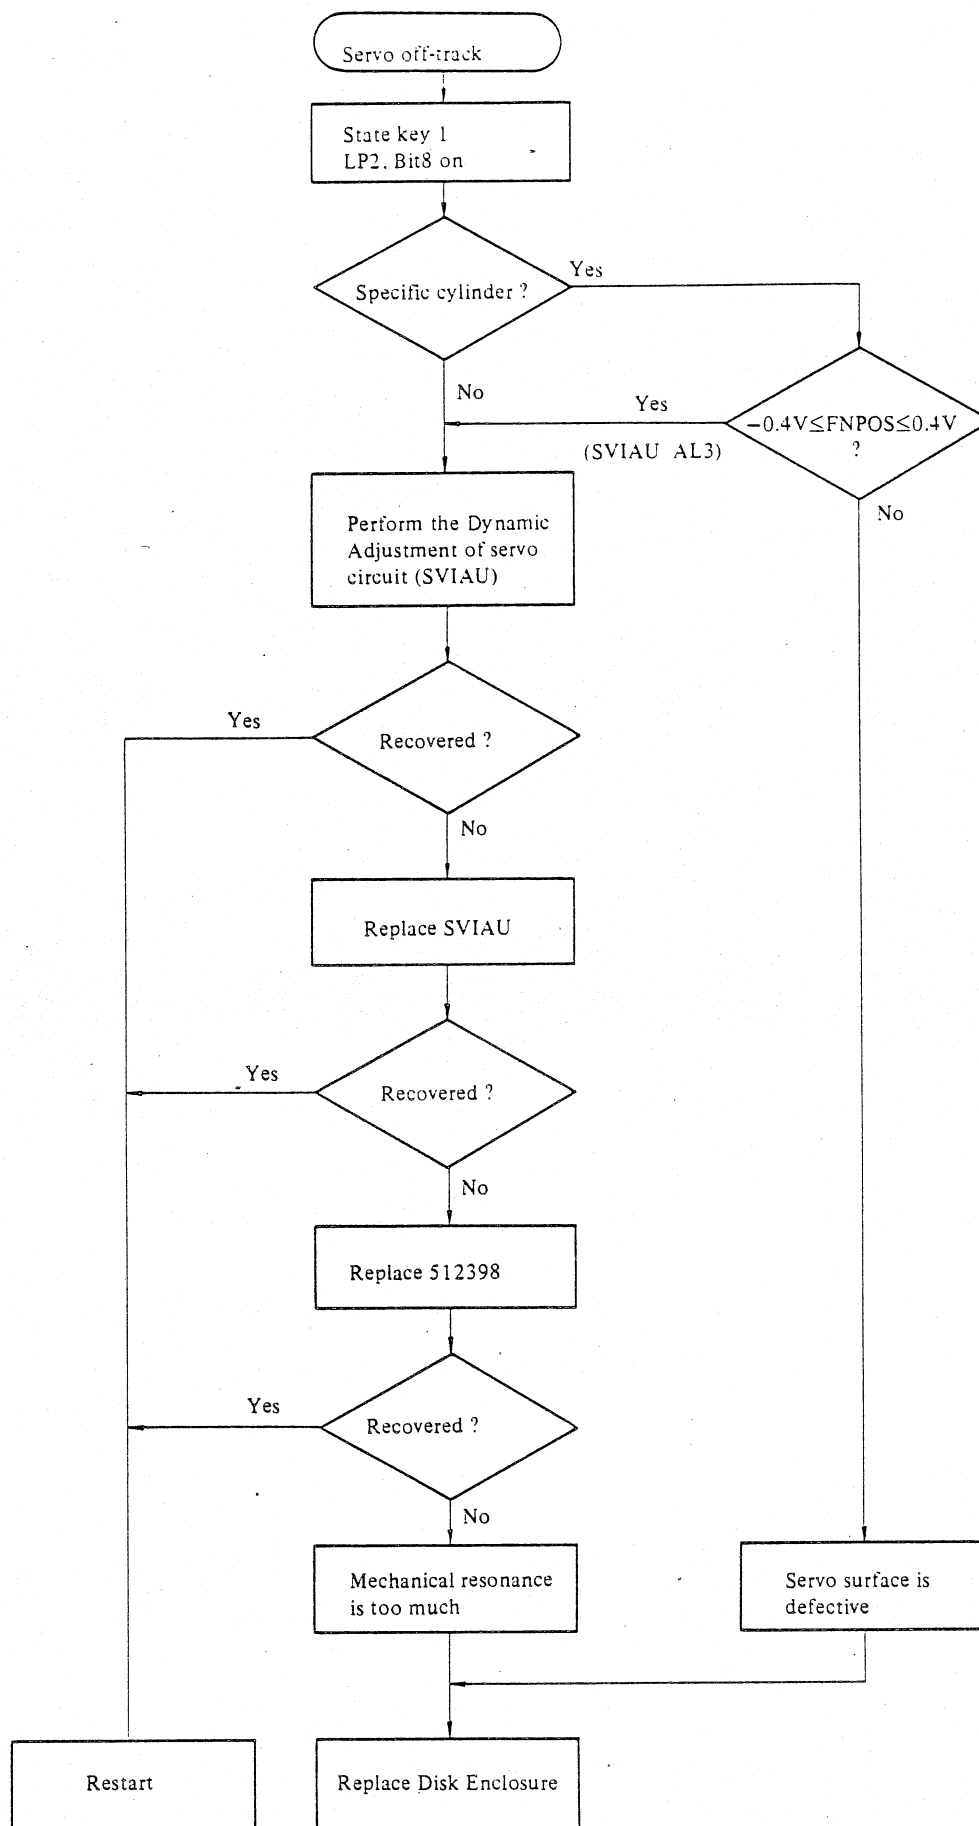 Servo off-track
State key 1
LP2. Bit8 on
Specific cylinder ?
Yes
No
Yes
−0.4V≤FNPOS≤0.4V
?
(SVIAU AL3)
No
Perform the Dynamic
Adjustment of servo
circuit (SVIAU)
Yes
Recovered ?
No
Replace SVIAU
Yes
Recovered ?
No
Replace 512398
Yes
Recovered ?
No
Mechanical resonance
is too much
Servo surface is
defective
Restart
Replace Disk Enclosure